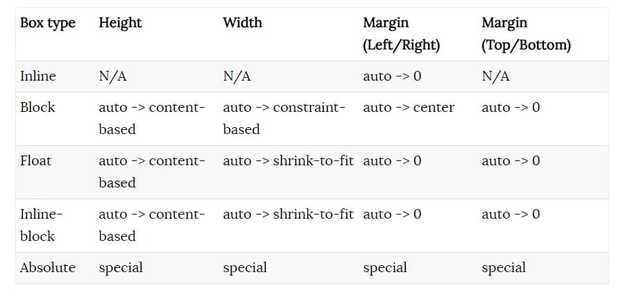 Box type Height Width Margin (Left/Right) Margin (Top/Bottom)
Inline N/A N/A auto -> 0 N/A
Block auto -> content-based auto -> constraint-based auto -> center auto -> 0
Float auto -> content-based auto -> shrink-to-fit auto -> 0 auto -> 0
Inline-block auto -> content-based auto -> shrink-to-fit auto -> 0 auto -> 0
Absolute special special special special